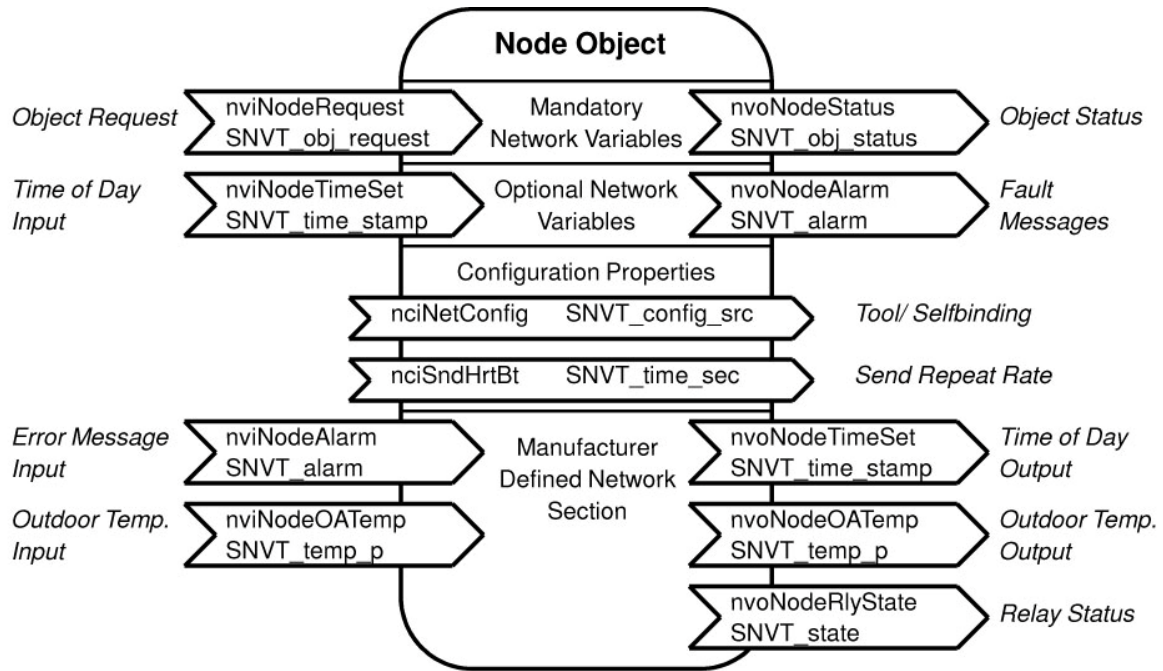 Node Object
Object Request
nviNodeRequest
SNVT_obj_request
Mandatory
Network Variables
nvoNodeStatus
SNVT_obj_status
Object Status
Time of Day
Input
nviNodeTimeSet
SNVT_time_stamp
Optional Network
Variables
nvoNodeAlarm
SNVT_alarm
Fault
Messages
Configuration Properties
nciNetConfig SNVT_config_src
Tool/ Selfbinding
nciSndHrtBt SNVT_time_sec
Send Repeat Rate
Error Message
Input
nviNodeAlarm
SNVT_alarm
Manufacturer
Defined Network
Section
nvoNodeTimeSet
SNVT_time_stamp
Time of Day
Output
Outdoor Temp.
Input
nviNodeOATemp
SNVT_temp_p
nvoNodeOATemp
SNVT_temp_p
Outdoor Temp.
Output
nvoNodeRlyState
SNVT_state
Relay Status